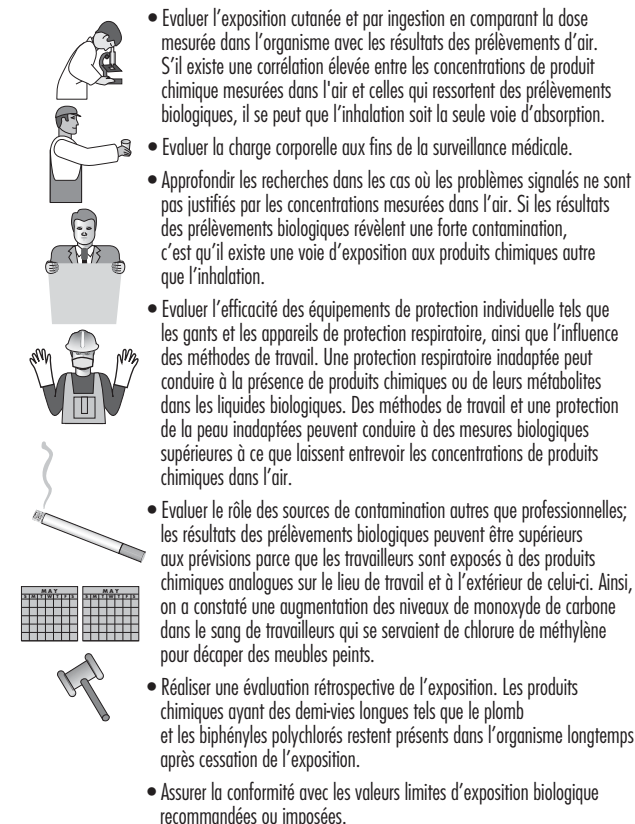 • Evaluer l’exposition cutanée et par ingestion en comparant la dose
mesurée dans l’organisme avec les résultats des prélèvements d’air.
S’il existe une corrélation élevée entre les concentrations de produit
chimique mesurées dans l'air et celles qui ressortent des prélèvements
biologiques, il se peut que l’inhalation soit la seule voie d’absorption.
• Evaluer la charge corporelle aux fins de la surveillance médicale.
• Approfondir les recherches dans les cas où les problèmes signalés ne sont
pas justifiés par les concentrations mesurées dans l’air. Si les résultats
des prélèvements biologiques révèlent une forte contamination,
c’est qu’il existe une voie d’exposition aux produits chimiques autre
que l’inhalation.
• Evaluer l’efficacité des équipements de protection individuelle tels que
les gants et les appareils de protection respiratoire, ainsi que l’influence
des méthodes de travail. Une protection respiratoire inadaptée peut
conduire à la présence de produits chimiques ou de leurs métabolites
dans les liquides biologiques. Des méthodes de travail et une protection
de la peau inadaptées peuvent conduire à des mesures biologiques
supérieures à ce que laissent entrevoir les concentrations de produits
chimiques dans l’air.
• Evaluer le rôle des sources de contamination autres que professionnelles;
les résultats des prélèvements biologiques peuvent être supérieurs
aux prévisions parce que les travailleurs sont exposés à des produits
chimiques analogues sur le lieu de travail et à l’extérieur de celui-ci. Ainsi,
on a constaté une augmentation des niveaux de monoxyde de carbone
dans le sang de travailleurs qui se servaient de chlorure de méthylène
pour décaper des meubles peints.
MAY MAY
S M T W T F S S M T W T F S
• Réaliser une évaluation rétrospective de l’exposition. Les produits
chimiques ayant des demi-vies longues tels que le plomb
et les biphényles polychlorés restent présents dans l’organisme longtemps
après cessation de l’exposition.
• Assurer la conformité avec les valeurs limites d’exposition biologique
recommandées ou imposées.